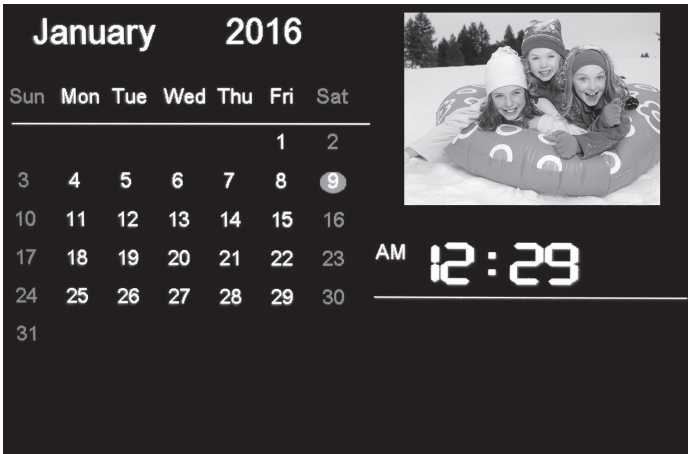 January 2016
Sun Mon Tue Wed Thu Fri Sat
1 2
3 4 5 6 7 8 9
10 11 12 13 14 15 16
17 18 19 20 21 22 23
24 25 26 27 28 29 30
31
AM 12:29